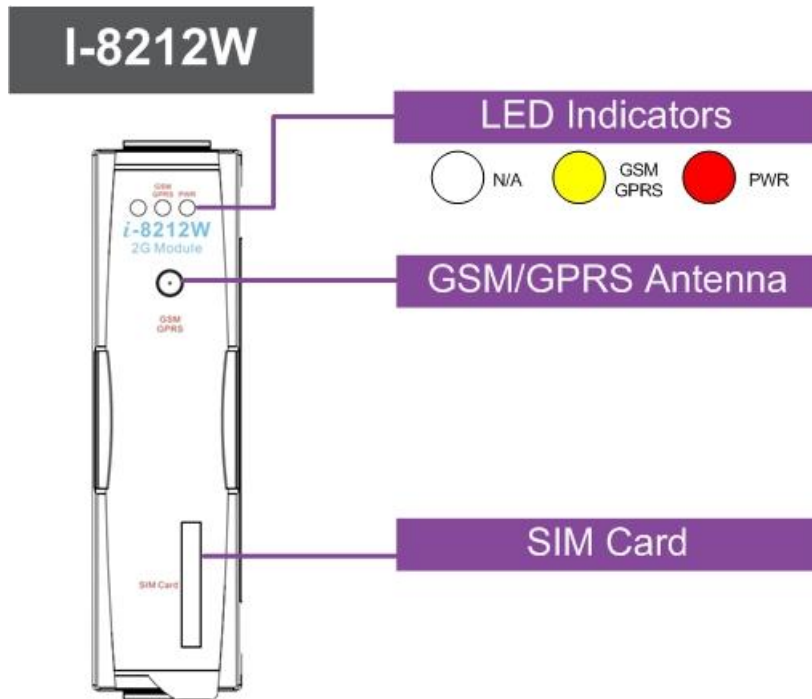 I-8212W
LED Indicators
N/A
GSM
GPRS
PWR
GSM
GPRS
PWR
i-8212W
2G Module
GSM/GPRS Antenna
GSM
GPRS
SIM Card
SIM Card